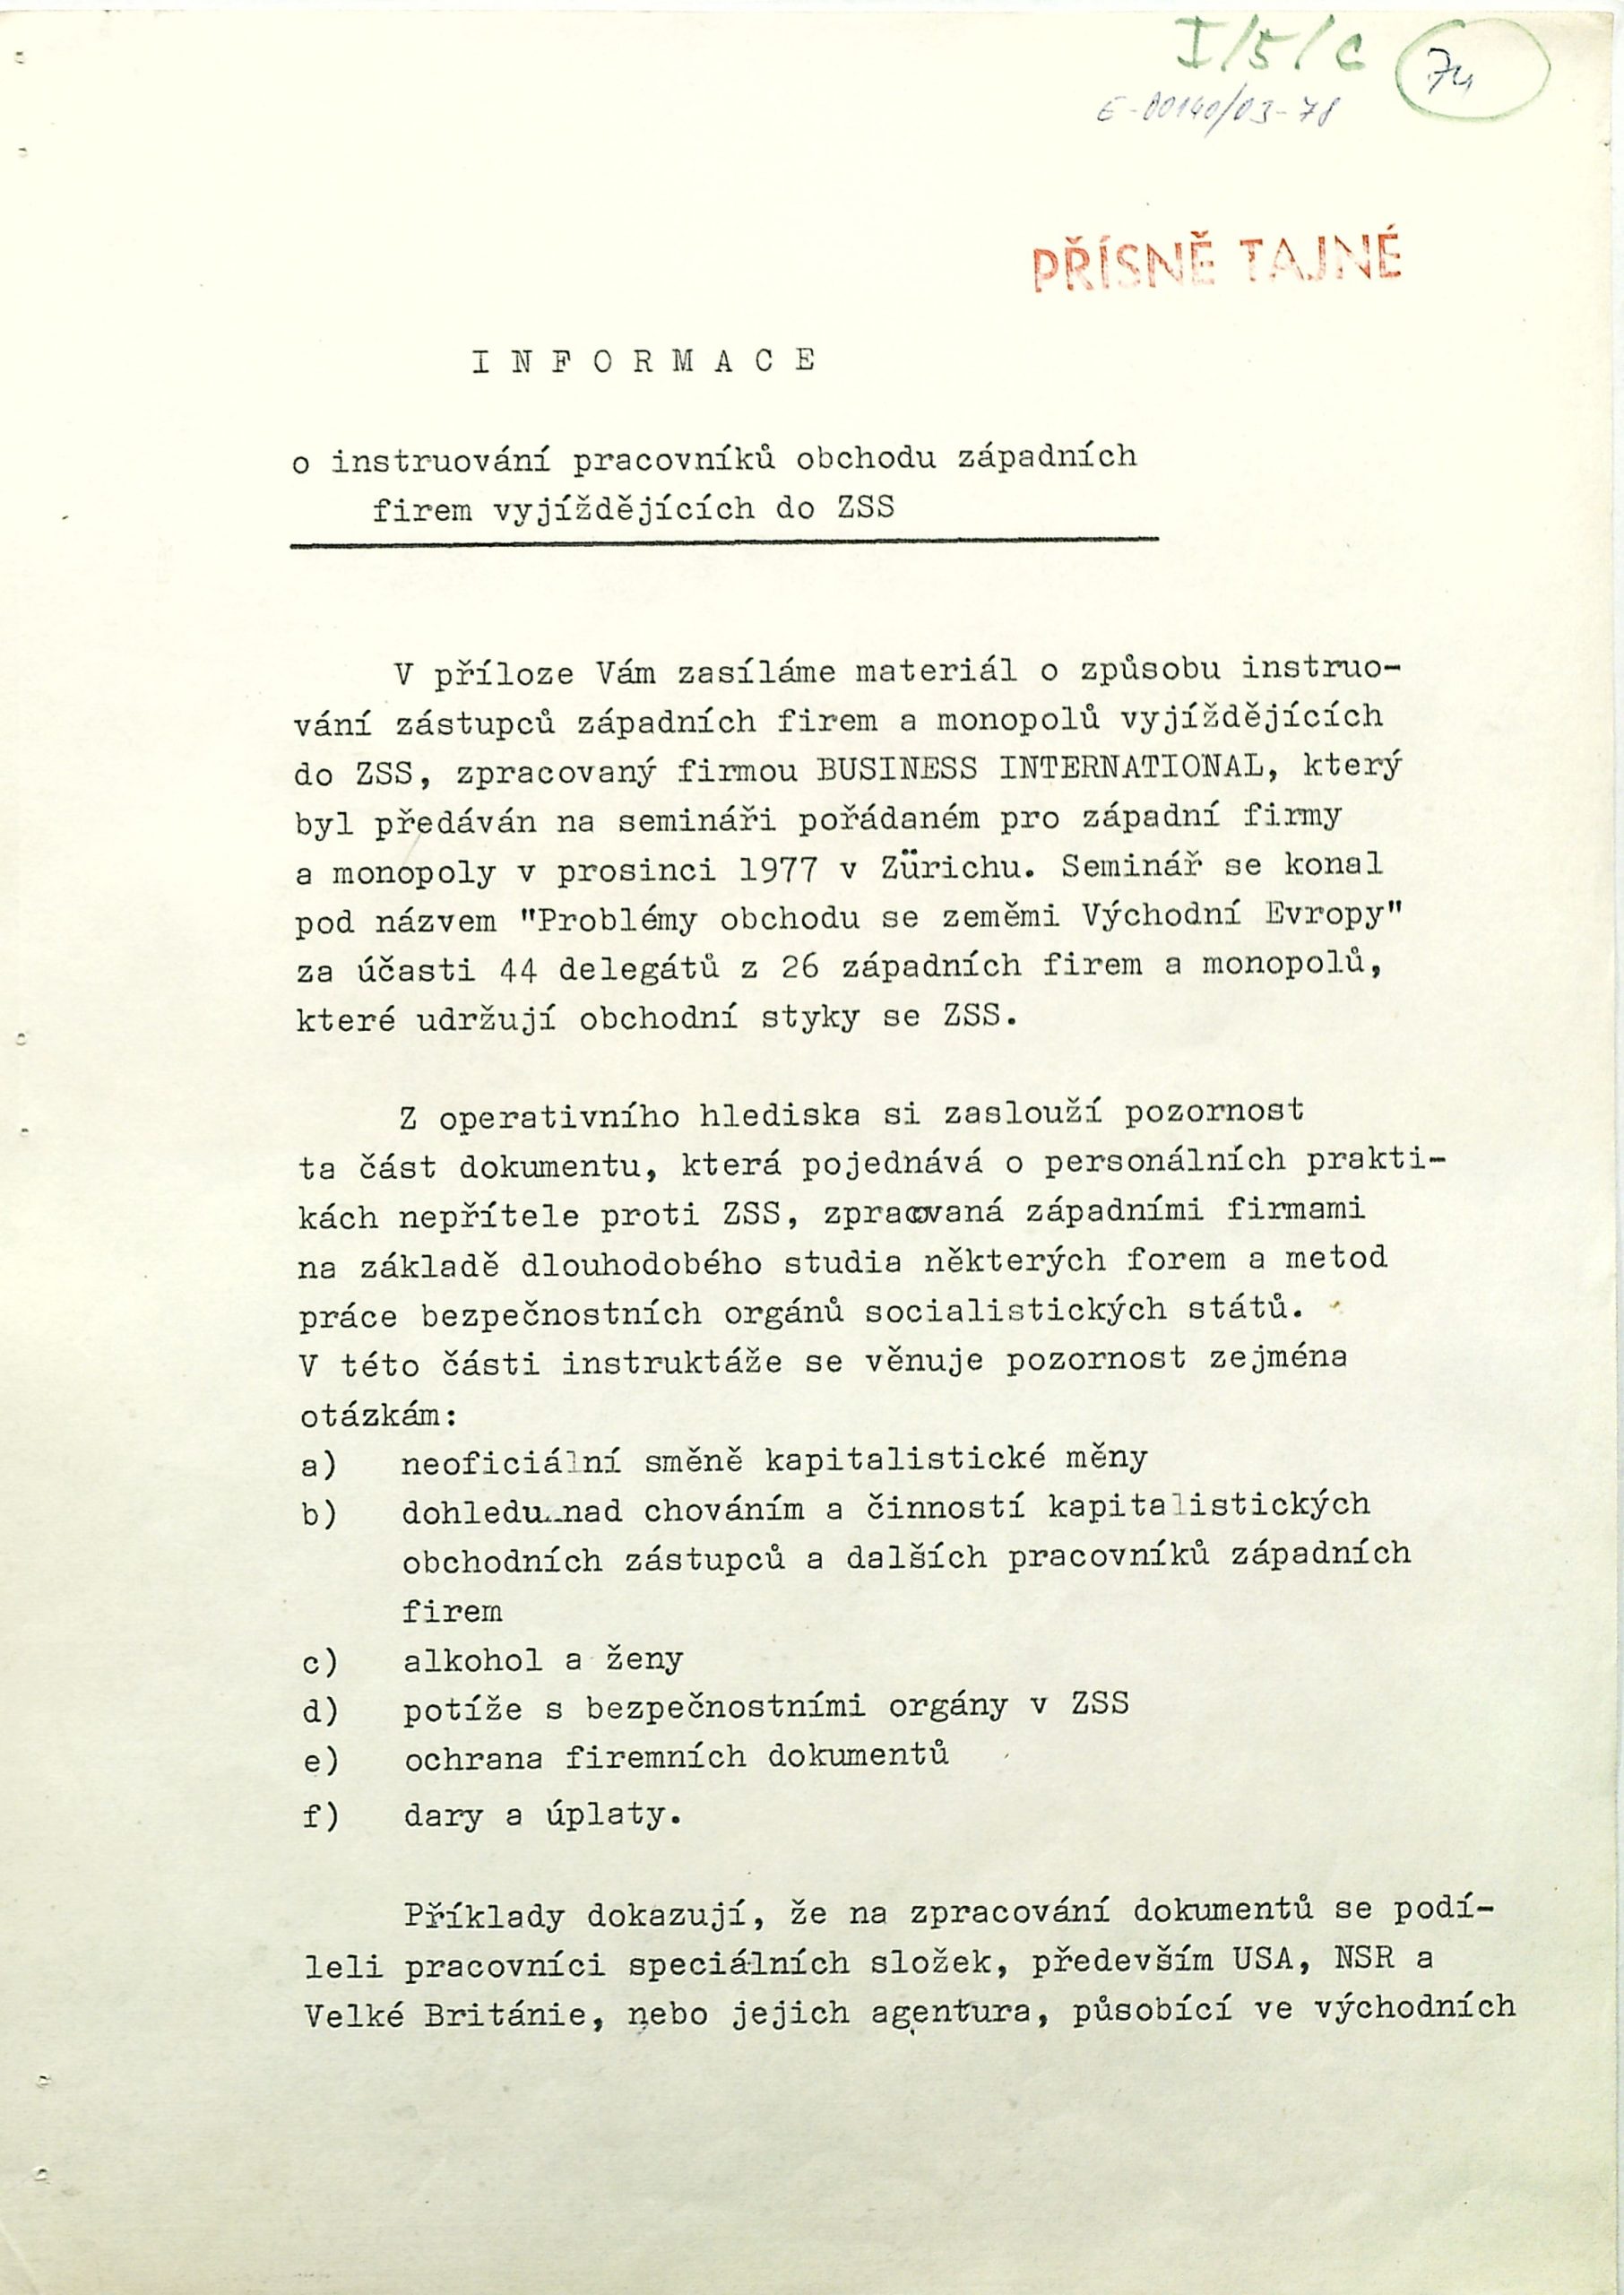 I/5/C 74
E-00140/03-78
PŘÍSNĚ TAJNÉ
I N F O R M A C E
o instruování pracovníků obchodu západních
firem vyjíždějících do ZSS
V příloze Vám zasíláme materiál o způsobu instruo-
vání zástupců západních firem a monopolů vyjíždějících
do ZSS, zpracovaný firmou BUSINESS INTERNATIONAL, který
byl předáván na semináři pořádaném pro západní firmy
a monopoly v prosinci 1977 v Zürichu. Seminář se konal
pod názvem "Problémy obchodu se zeměmi Východní Evropy"
za účasti 44 delegátů z 26 západních firem a monopolů,
které udržují obchodní styky se ZSS.
Z operativního hlediska si zaslouží pozornost
ta část dokumentu, která pojednává o personálních prakti-
kách nepřítele proti ZSS, zpracovaná západními firmami
na základě dlouhodobého studia některých forem a metod
práce bezpečnostních orgánů socialistických států.
V této části instruktáže se věnuje pozornost zejména
otázkám:
a) neoficiální směně kapitalistické měny
b) dohledu nad chováním a činností kapitalistických
obchodních zástupců a dalších pracovníků západních
firem
c) alkohol a ženy
d) potíže s bezpečnostními orgány v ZSS
e) ochrana firemních dokumentů
f) dary a úplaty.
Příklady dokazují, že na zpracování dokumentů se podí-
leli pracovníci speciálních složek, především USA, NSR a
Velké Británie, nebo jejich agentura, působící ve východních